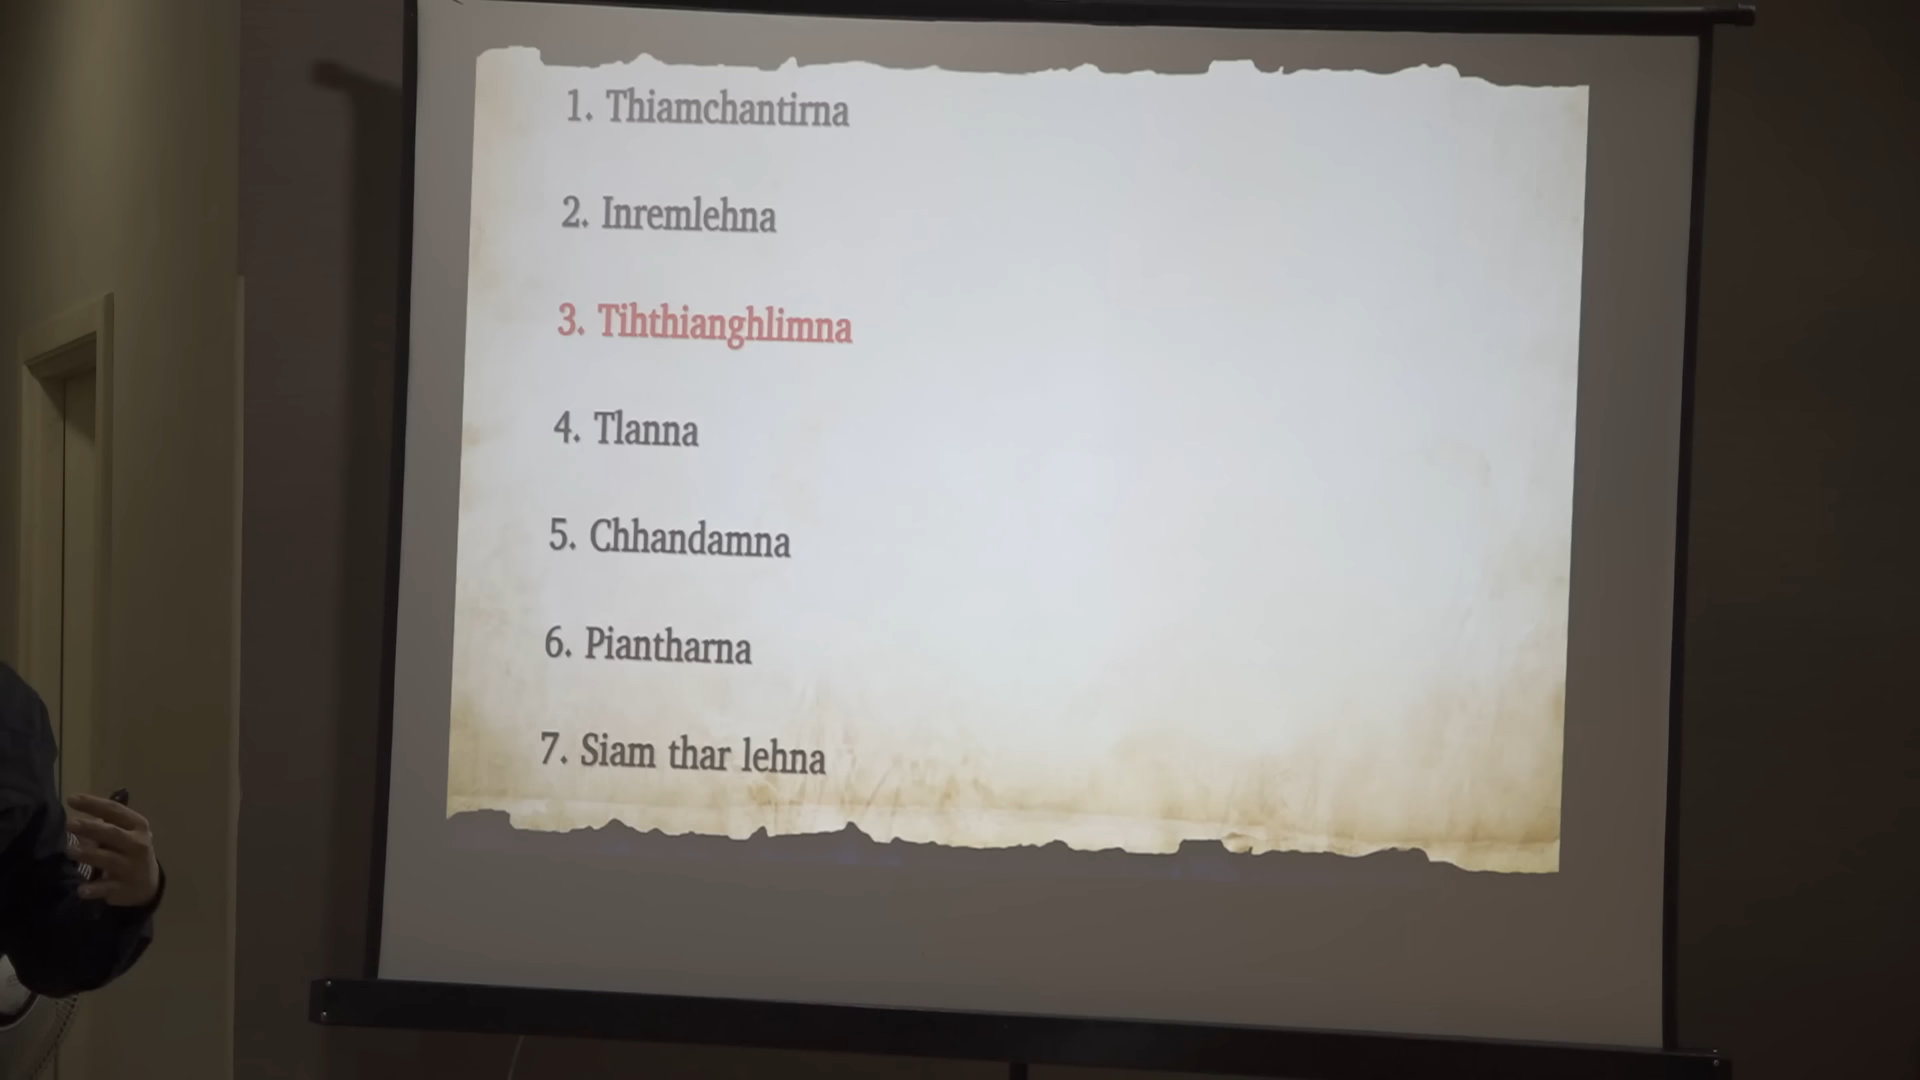 1. Thiamchantirna
2. Inremlehna
3. Tihthianghlimna
4. Tlanna
5. Chhandamna
6. Piantharna
7. Siam thar lehna